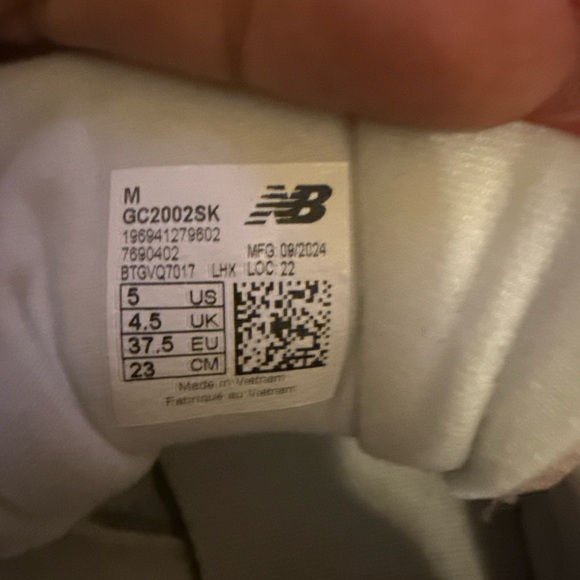 M
GC2002SK
NB
196941279602
7690402 MFG: 09/2024
BTGVQ7017 LHX LOC: 22
5 US
4.5 UK
37.5 EU
23 CM
Made in Vietnam
Fabriqué au Vietnam